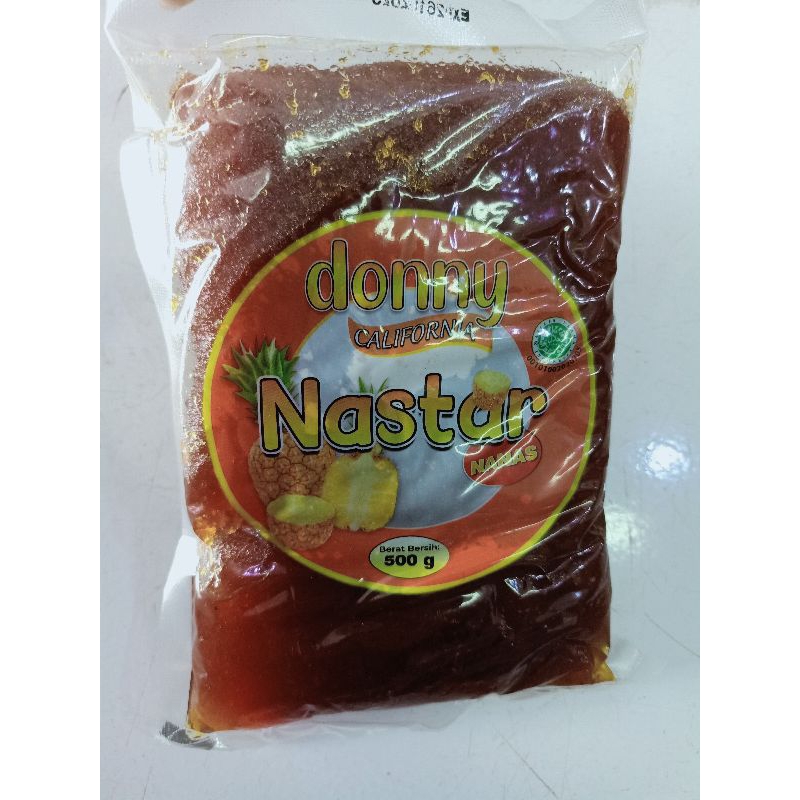 donny
CALIFORNIA
Nastar
NANAS
Berat Bersih:
500 g